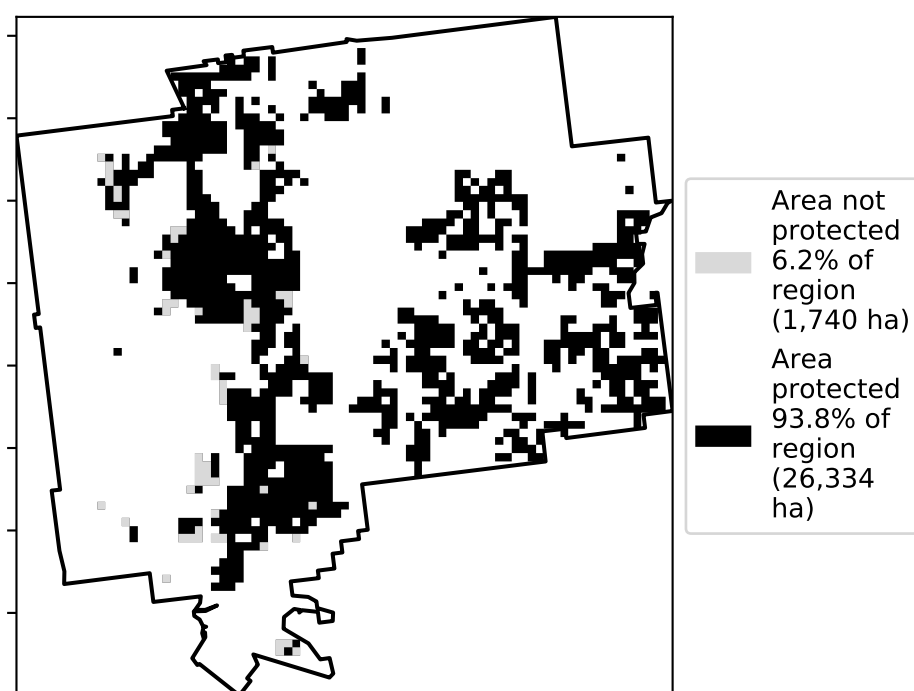 Area not
protected
6.2% of
region
(1,740 ha)
Area
protected
93.8% of
region
(26,334
ha)